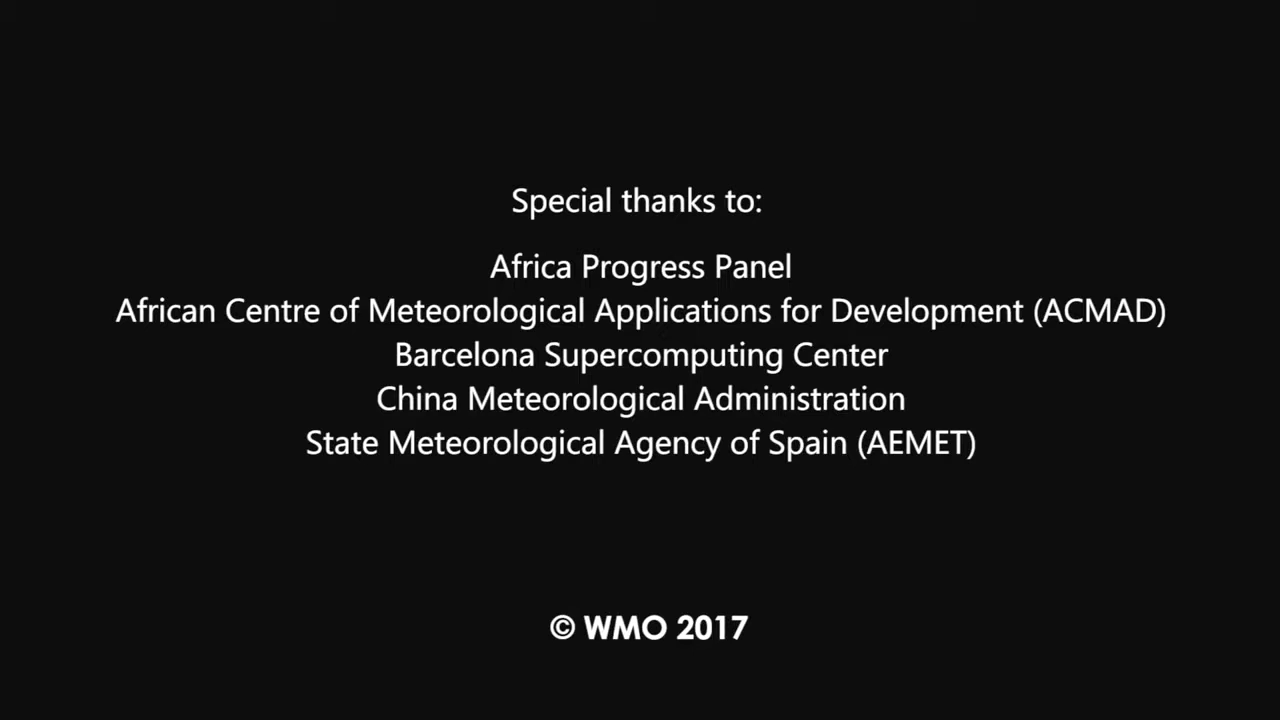 Special thanks to:
Africa Progress Panel
African Centre of Meteorological Applications for Development (ACMAD)
Barcelona Supercomputing Center
China Meteorological Administration
State Meteorological Agency of Spain (AEMET)
© WMO 2017